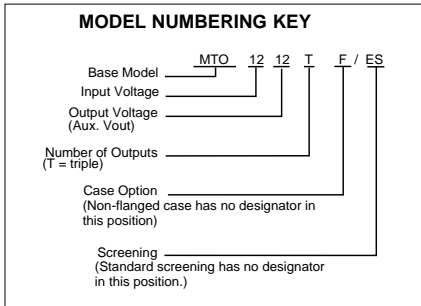 MODEL NUMBERING KEY
MTO 12 12 T F / ES
Base Model
Input Voltage
Output Voltage
(Aux. Vout)
Number of Outputs
(T = triple)
Case Option
(Non-flanged case has no designator in
this position)
Screening
(Standard screening has no designator
in this position.)